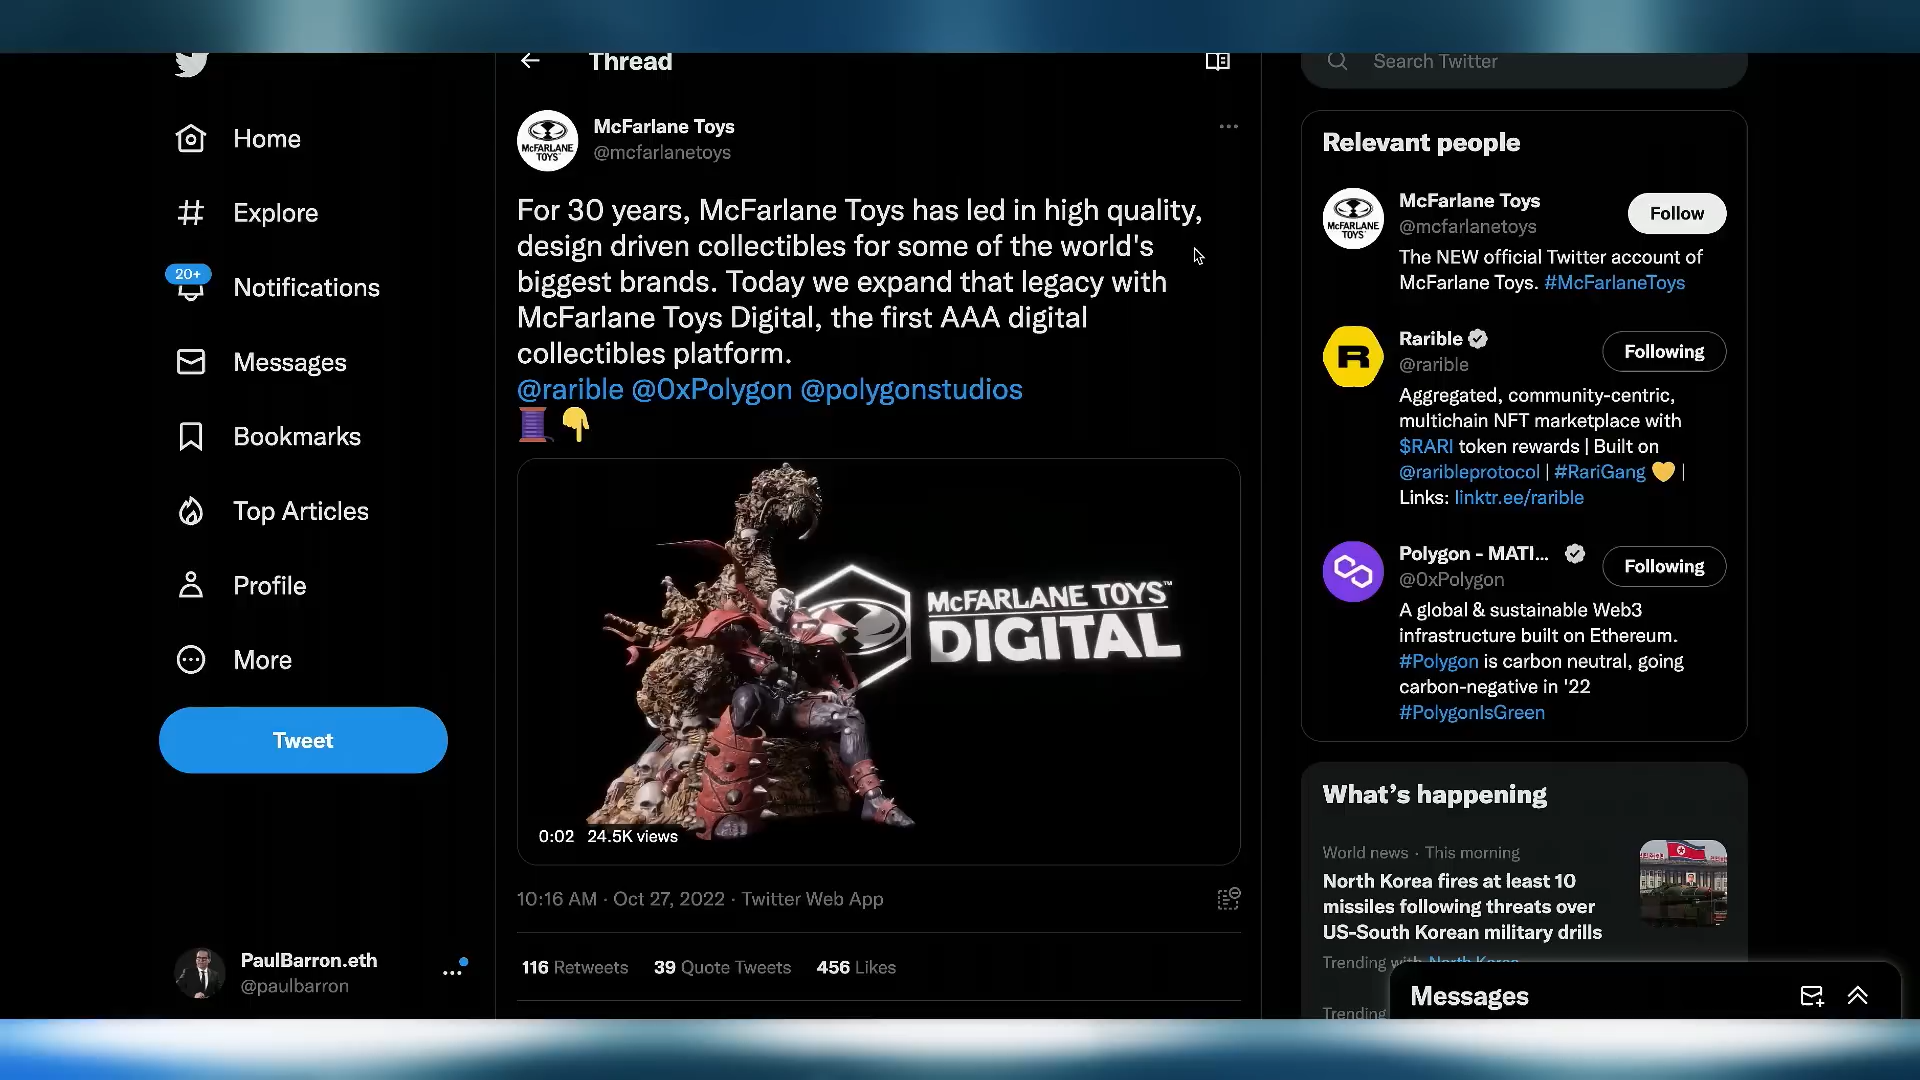 Home
Explore
20+
Notifications
Messages
Bookmarks
Top Articles
Profile
More
Tweet
PaulBarron.eth
@paulbarron
Thread
McFARLANE
TOYS
McFarlane Toys
@mcfarlanetoys
For 30 years, McFarlane Toys has led in high quality,
design driven collectibles for some of the world's
biggest brands. Today we expand that legacy with
McFarlane Toys Digital, the first AAA digital
collectibles platform.
@rarible @0xPolygon @polygonstudios
McFARLANE TOYS™
DIGITAL
0:02 24.5K views
10:16 AM · Oct 27, 2022 · Twitter Web App
116 Retweets 39 Quote Tweets 456 Likes
Search Twitter
Relevant people
McFARLANE
TOYS
McFarlane Toys
@mcfarlanetoys
Follow
The NEW official Twitter account of
McFarlane Toys. #McFarlaneToys
R
Rarible
@rarible
Following
Aggregated, community-centric,
multichain NFT marketplace with
$RARI token rewards | Built on
@raribleprotocol | #RariGang 💛 |
Links: linktr.ee/rarible
Polygon - MATI...
@0xPolygon
Following
A global & sustainable Web3
infrastructure built on Ethereum.
#Polygon is carbon neutral, going
carbon-negative in '22
#PolygonIsGreen
What's happening
World news · This morning
North Korea fires at least 10
missiles following threats over
US-South Korean military drills
Trending with North Korea
Trending
Messages